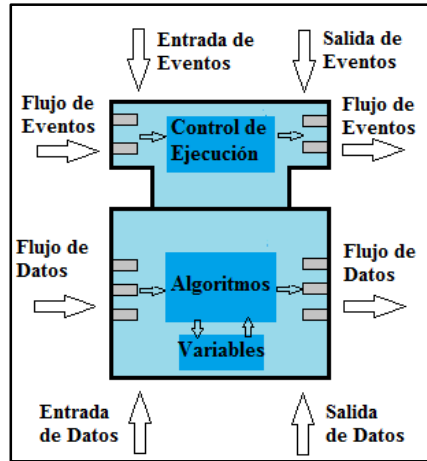 Entrada de
Eventos
Salida de
Eventos
Flujo de
Eventos
Control de
Ejecución
Flujo de
Eventos
Flujo de
Datos
Algoritmos
Variables
Flujo de
Datos
Entrada
de Datos
Salida
de Datos